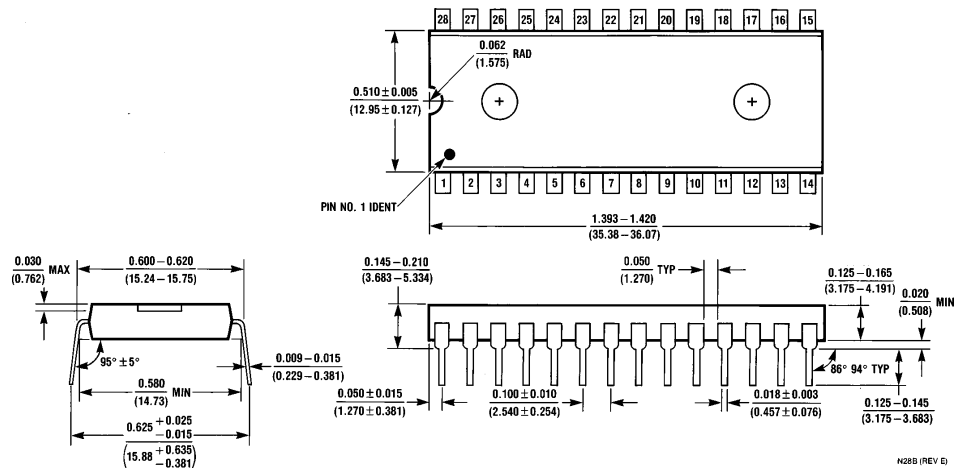 28 27 26 25 24 23 22 21 20 19 18 17 16 15
0.062
(1.575) RAD
0.510 ± 0.005
(12.95 ± 0.127)
1 2 3 4 5 6 7 8 9 10 11 12 13 14
PIN NO. 1 IDENT
1.393 – 1.420
(35.38 – 36.07)
0.030
(0.762) MAX
0.600 – 0.620
(15.24 – 15.75)
95° ±5°
0.009 – 0.015
(0.229 – 0.381)
0.580
(14.73) MIN
0.625 + 0.025
– 0.015
(15.88 + 0.635
– 0.381)
0.145 – 0.210
(3.683 – 5.334)
0.050
(1.270) TYP
0.125 – 0.165
(3.175 – 4.191)
0.020
(0.508) MIN
86° 94° TYP
0.050 ± 0.015
(1.270 ± 0.381)
0.100 ± 0.010
(2.540 ± 0.254)
0.018 ± 0.003
(0.457 ± 0.076)
0.125 – 0.145
(3.175 – 3.683)
N28B (REV E)